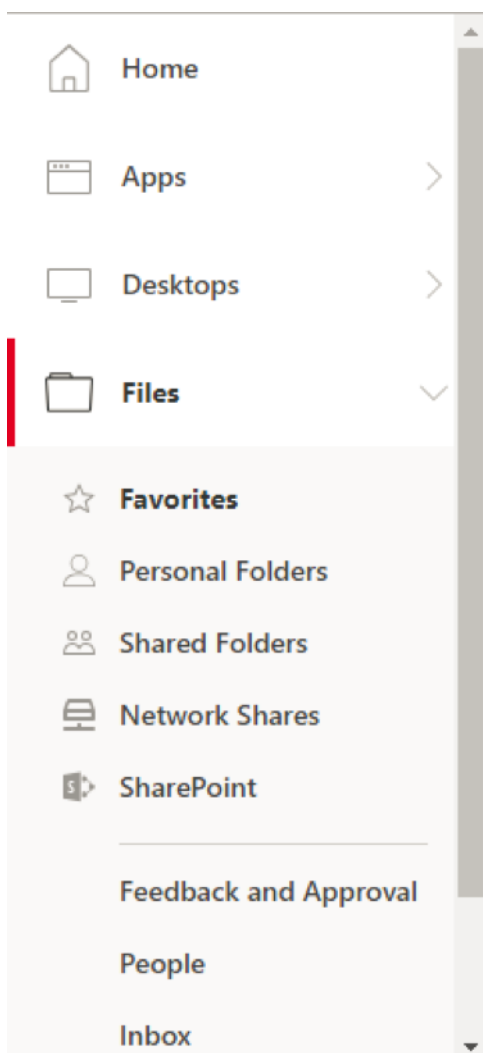 Home
Apps
Desktops
Files
Favorites
Personal Folders
Shared Folders
Network Shares
SharePoint
Feedback and Approval
People
Inbox